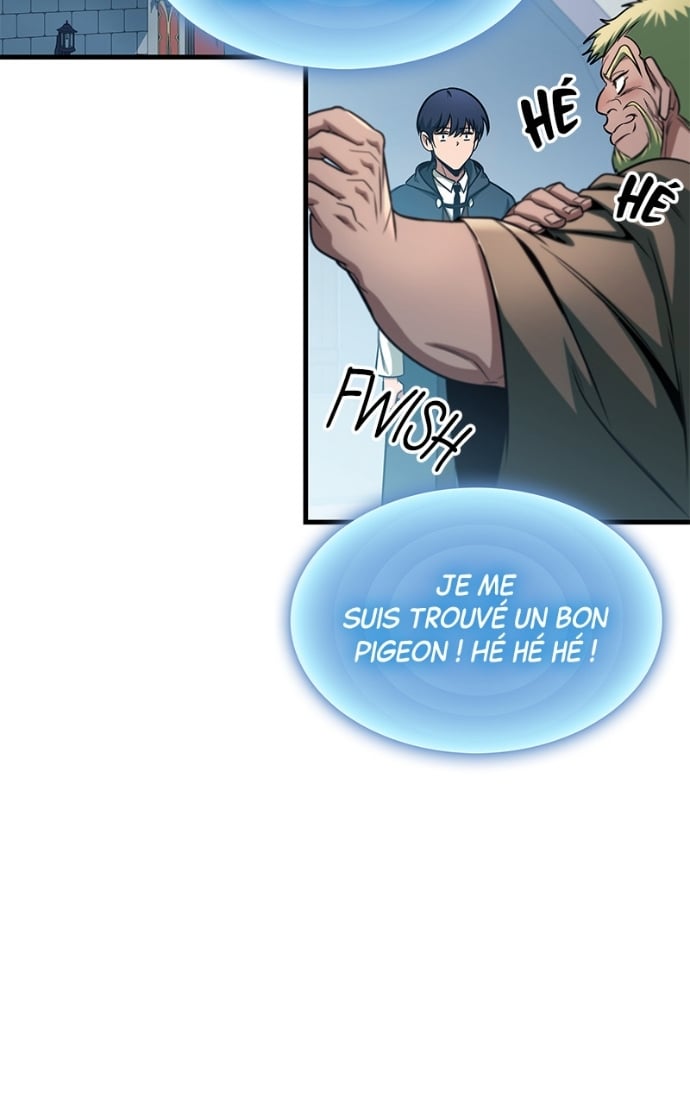 HÉ
HÉ
FWISH
JE ME
SUIS TROUVÉ UN BON
PIGEON ! HÉ HÉ HÉ !